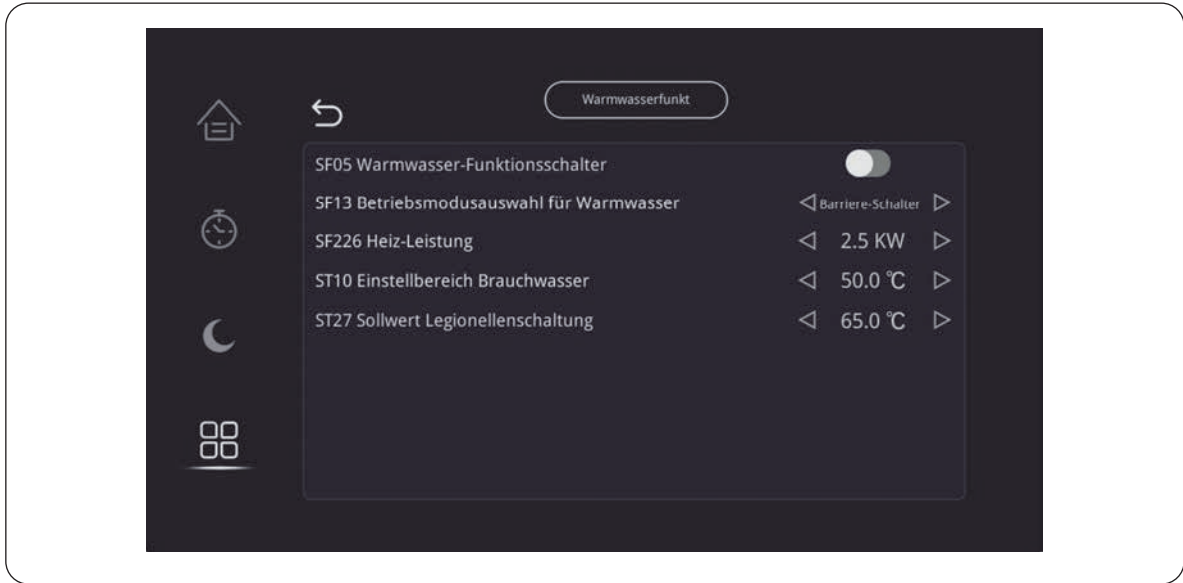 Warmwasserfunkt
SF05 Warmwasser-Funktionsschalter
SF13 Betriebsmodusauswahl für Warmwasser Barriere-Schalter
SF226 Heiz-Leistung 2.5 KW
ST10 Einstellbereich Brauchwasser 50.0 ℃
ST27 Sollwert Legionellenschaltung 65.0 ℃